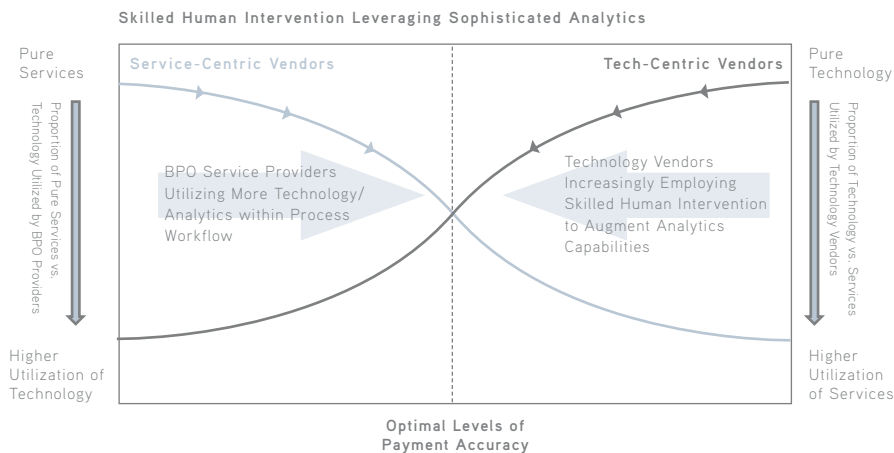 Skilled Human Intervention Leveraging Sophisticated Analytics
Pure
Services
Service-Centric Vendors
Tech-Centric Vendors
Pure
Technology
Proportion of Pure Services vs.
Technology Utilized by BPO Providers
BPO Service Providers
Utilizing More Technology/
Analytics within Process
Workflow
Technology Vendors
Increasingly Employing
Skilled Human Intervention
to Augment Analytics
Capabilities
Proportion of Technology vs. Services
Utilized by Technology Vendors
Higher
Utilization of
Technology
Higher
Utilization
of Services
Optimal Levels of
Payment Accuracy